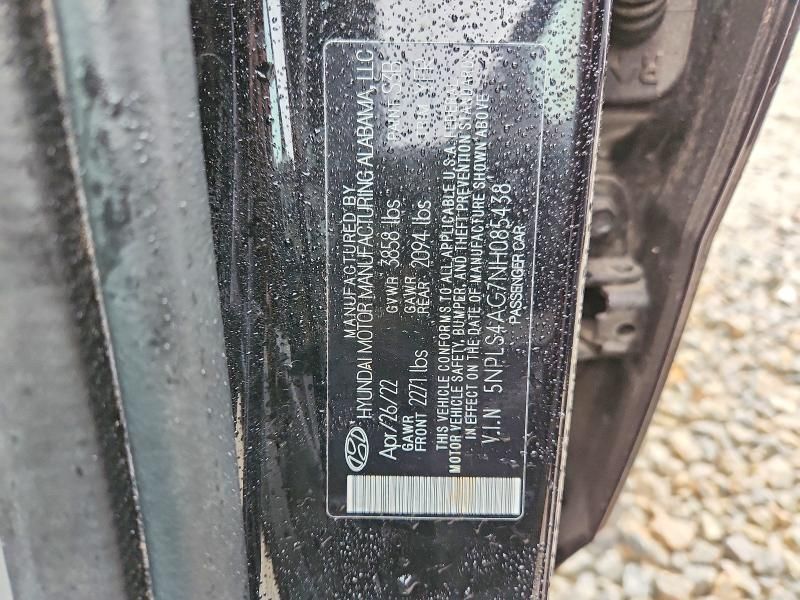 MANUFACTURED BY
HYUNDAI MOTOR MANUFACTURING ALABAMA, LLC
Apr/26/22
GVWR 3858 lbs
PAINT S3B
GAWR
FRONT 2271 lbs
GAWR
REAR 2094 lbs
THIS VEHICLE CONFORMS TO ALL APPLICABLE U.S.A. FEDERAL
MOTOR VEHICLE SAFETY, BUMPER, AND THEFT PREVENTION STANDARDS
IN EFFECT ON THE DATE OF MANUFACTURE SHOWN ABOVE
V.I.N 5NPLS4AG7NH085438
PASSENGER CAR